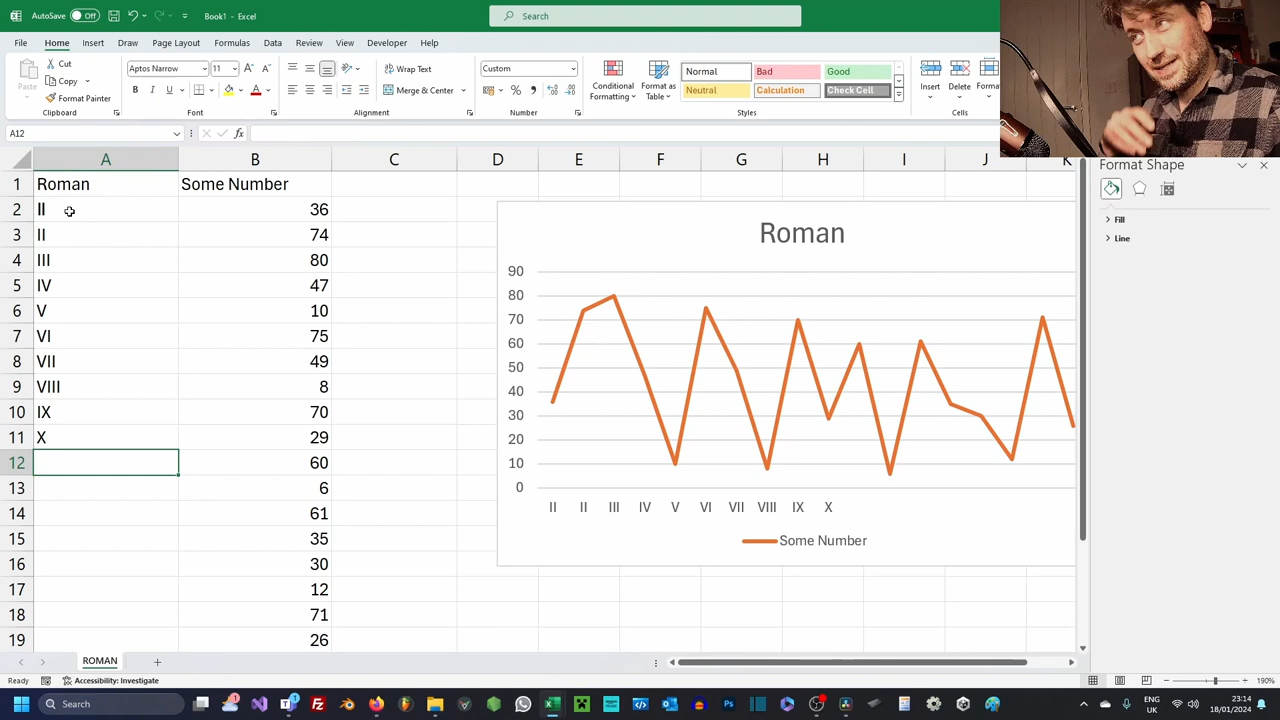 AutoSave Off Book1 - Excel Search
File Home Insert Draw Page Layout Formulas Data Review View Developer Help
Paste Cut Copy Format Painter
Aptos Narrow 11 A A
B I U A
Wrap Text
Merge & Center
Custom
% 9
Conditional Formatting Format as Table
Normal Bad Good
Neutral Calculation Check Cell
Insert Delete Format
Clipboard Font Alignment Number Styles Cells
A12 fx
A B C D E F G H I J K
1 Roman Some Number
2 II 36
3 II 74
4 III 80
5 IV 47
6 V 10
7 VI 75
8 VII 49
9 VIII 8
10 IX 70
11 X 29
12 60
13 6
14 61
15 35
16 30
17 12
18 71
19 26
Roman
90
80
70
60
50
40
30
20
10
0
II II III IV V VI VII VIII IX X
Some Number
Format Shape
Fill
Line
ROMAN
Ready Accessibility: Investigate 190%
Search
ENG UK
23:14
18/01/2024